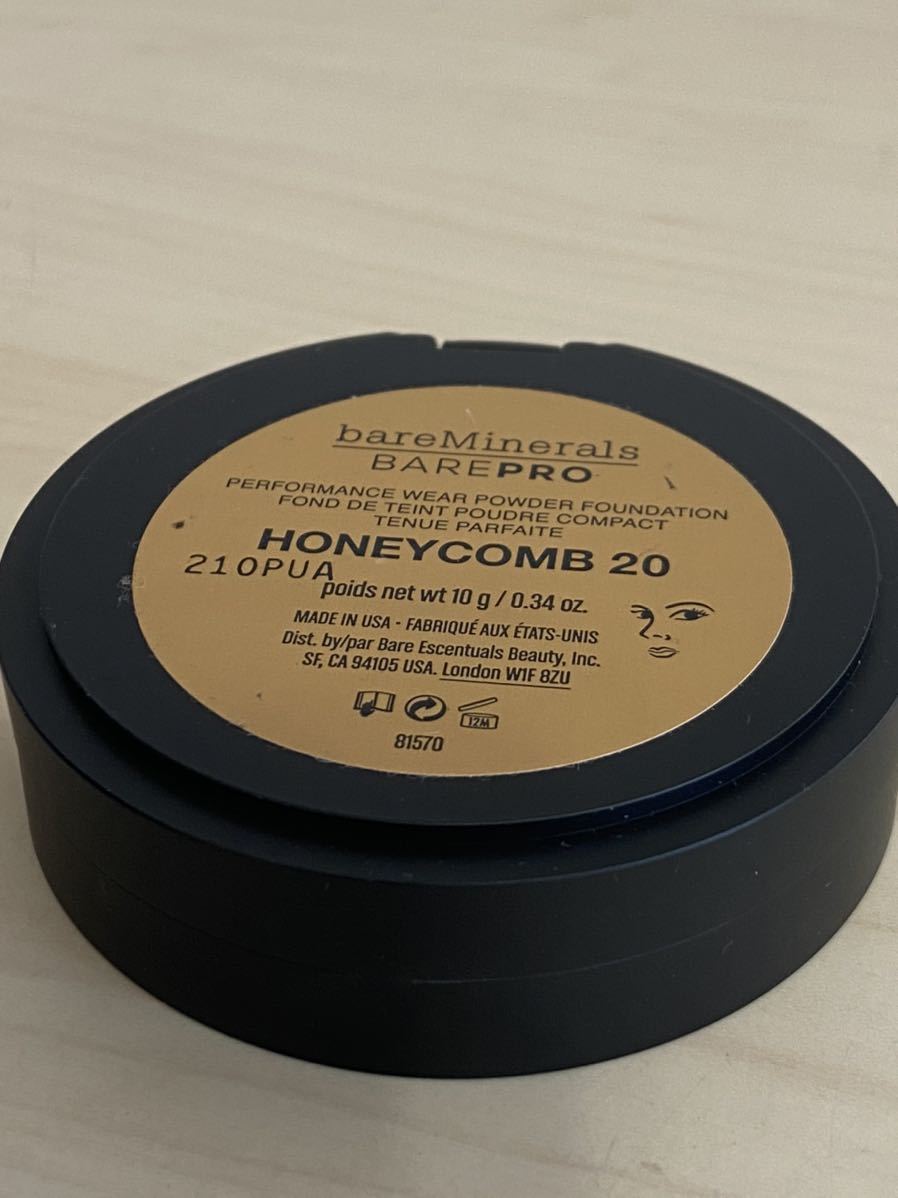 bareMinerals
BAREPRO
PERFORMANCE WEAR POWDER FOUNDATION
FOND DE TEINT POUDRE COMPACT
TENUE PARFAITE
HONEYCOMB 20
210PUA
poids net wt 10 g / 0.34 oz.
MADE IN USA - FABRIQUÉ AUX ÉTATS-UNIS
Dist. by/par Bare Escentuals Beauty, Inc.
SF, CA 94105 USA. London W1F 8ZU
12M
81570